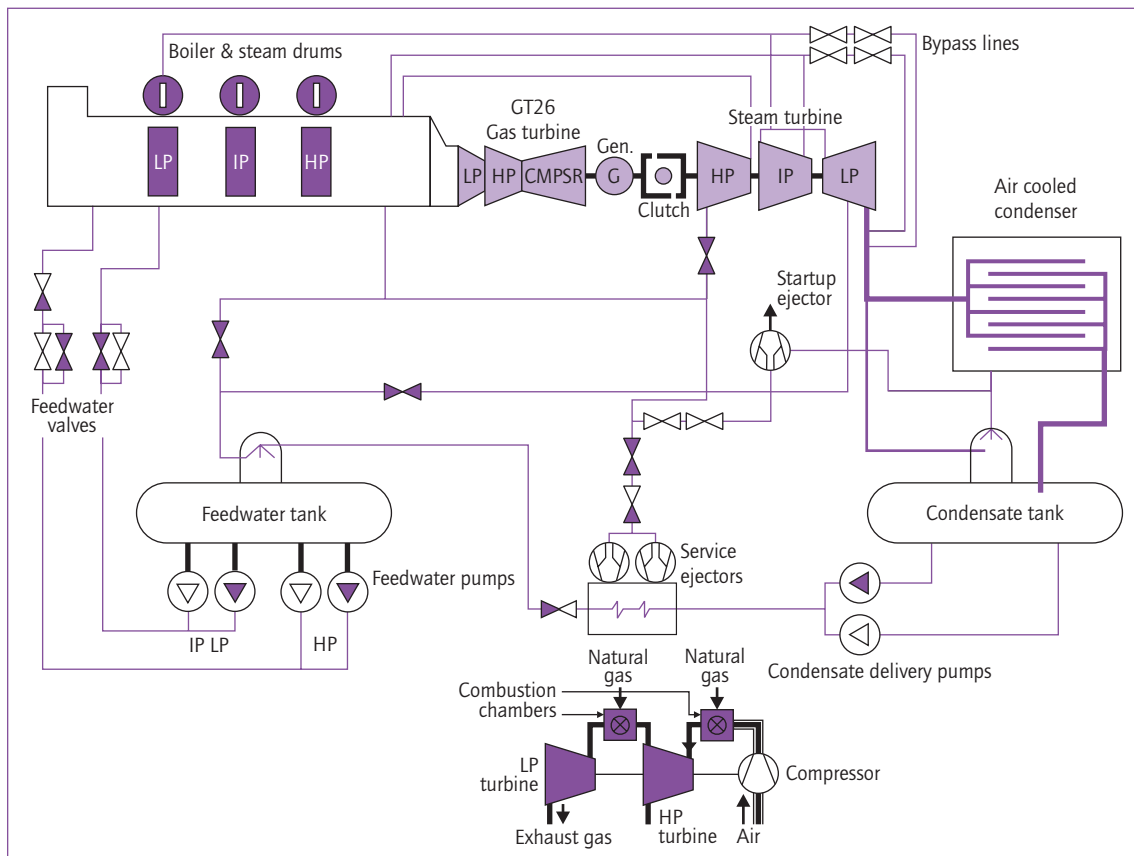 Boiler & steam drums
Bypass lines
GT26
Gas turbine
Steam turbine
Gen.
LP
IP
HP
LP
HP
CMPSR
G
HP
IP
LP
Clutch
Air cooled
condenser
Startup
ejector
Feedwater
valves
Feedwater tank
Condensate tank
Service
ejectors
Feedwater pumps
IP LP
HP
Condensate delivery pumps
Natural
gas
Natural
gas
Combustion
chambers
LP
turbine
Compressor
Exhaust gas
HP
turbine
Air